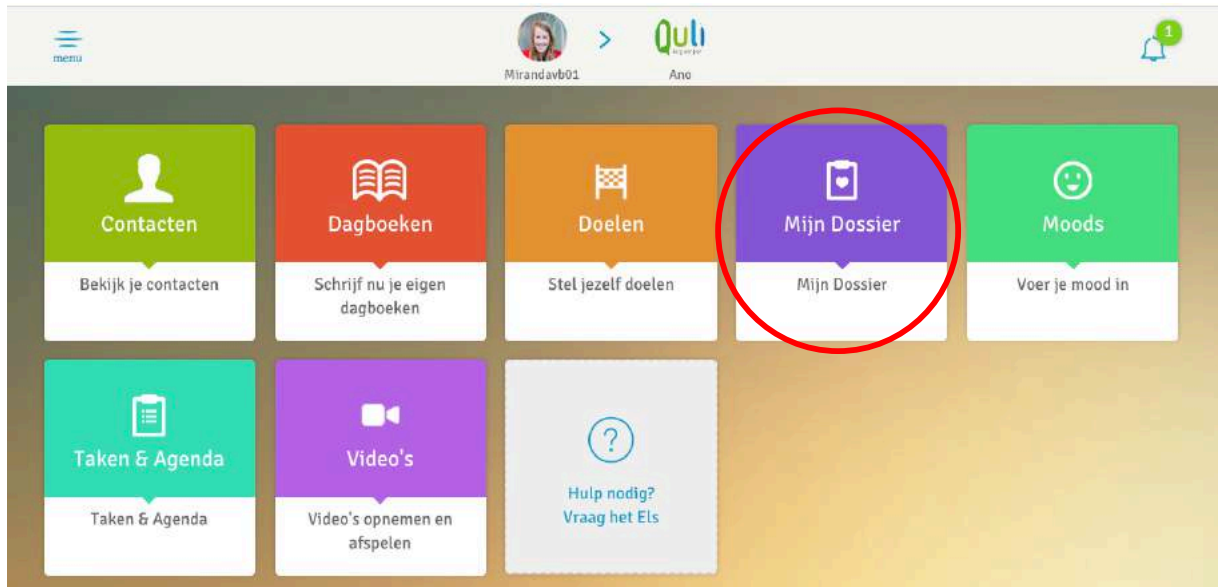 menu
Mirandavb01
>
Quli
Ano
1
Contacten
Bekijk je contacten
Dagboeken
Schrijf nu je eigen
dagboeken
Doelen
Stel jezelf doelen
Mijn Dossier
Mijn Dossier
Moods
Voer je mood in
Taken & Agenda
Taken & Agenda
Video's
Video's opnemen en
afspelen
?
Hulp nodig?
Vraag het Els